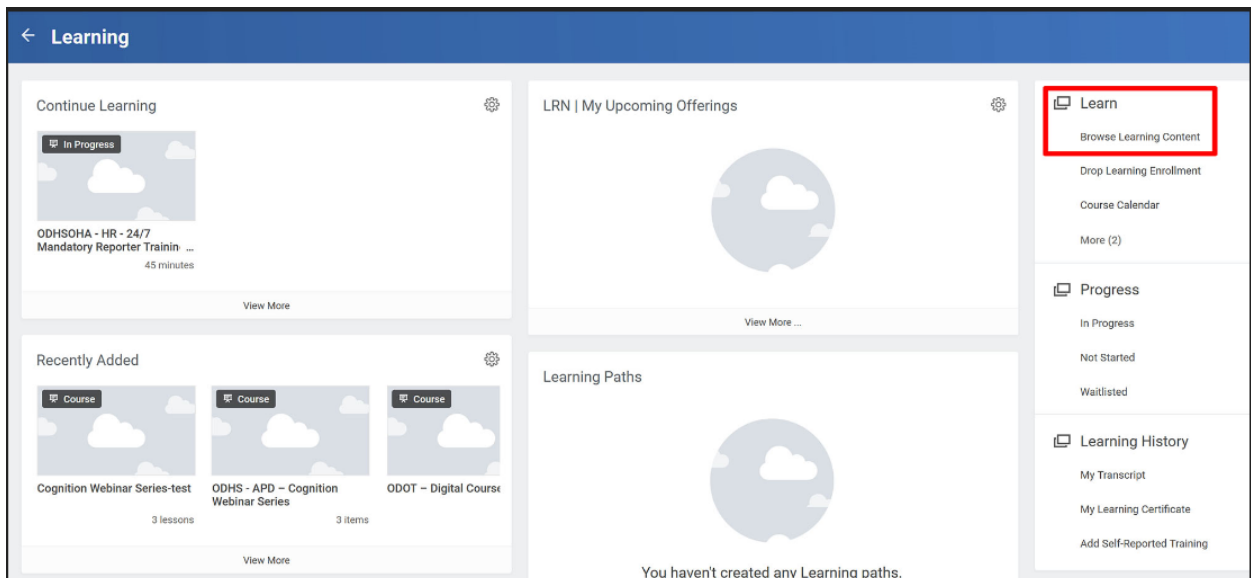 Learning
Continue Learning
In Progress
ODHSOHA - HR - 24/7
Mandatory Reporter Trainin ...
45 minutes
View More
Recently Added
Course
Cognition Webinar Series-test
3 lessons
Course
ODHS - APD – Cognition
Webinar Series
3 items
Course
ODOT – Digital Course
View More
LRN | My Upcoming Offerings
View More ...
Learning Paths
You haven't created any Learning paths.
Learn
Browse Learning Content
Drop Learning Enrollment
Course Calendar
More (2)
Progress
In Progress
Not Started
Waitlisted
Learning History
My Transcript
My Learning Certificate
Add Self-Reported Training